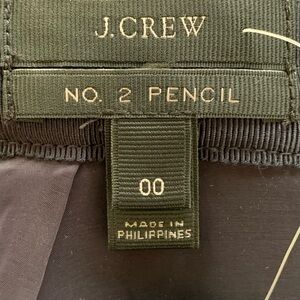 J.CREW
NO. 2 PENCIL
00
MADE IN
PHILIPPINES